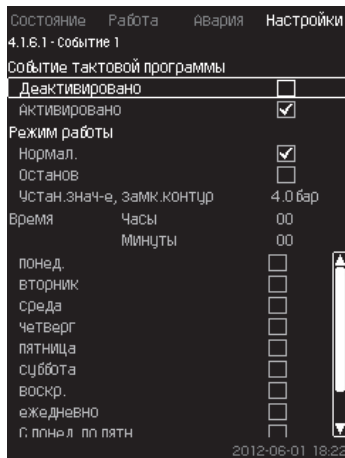 Состояние Работа Авария Настройки
4.1.6.1 - Событие 1
Событие тактовой программы
Деактивировано
Активировано
Режим работы
Нормал.
Останов
Устан.знач-е, замк.контур 4.0 бар
Время Часы 00
Минуты 00
понед.
вторник
среда
четверг
пятница
суббота
воскр.
ежедневно
С понед. по пятн
2012-06-01 18:22